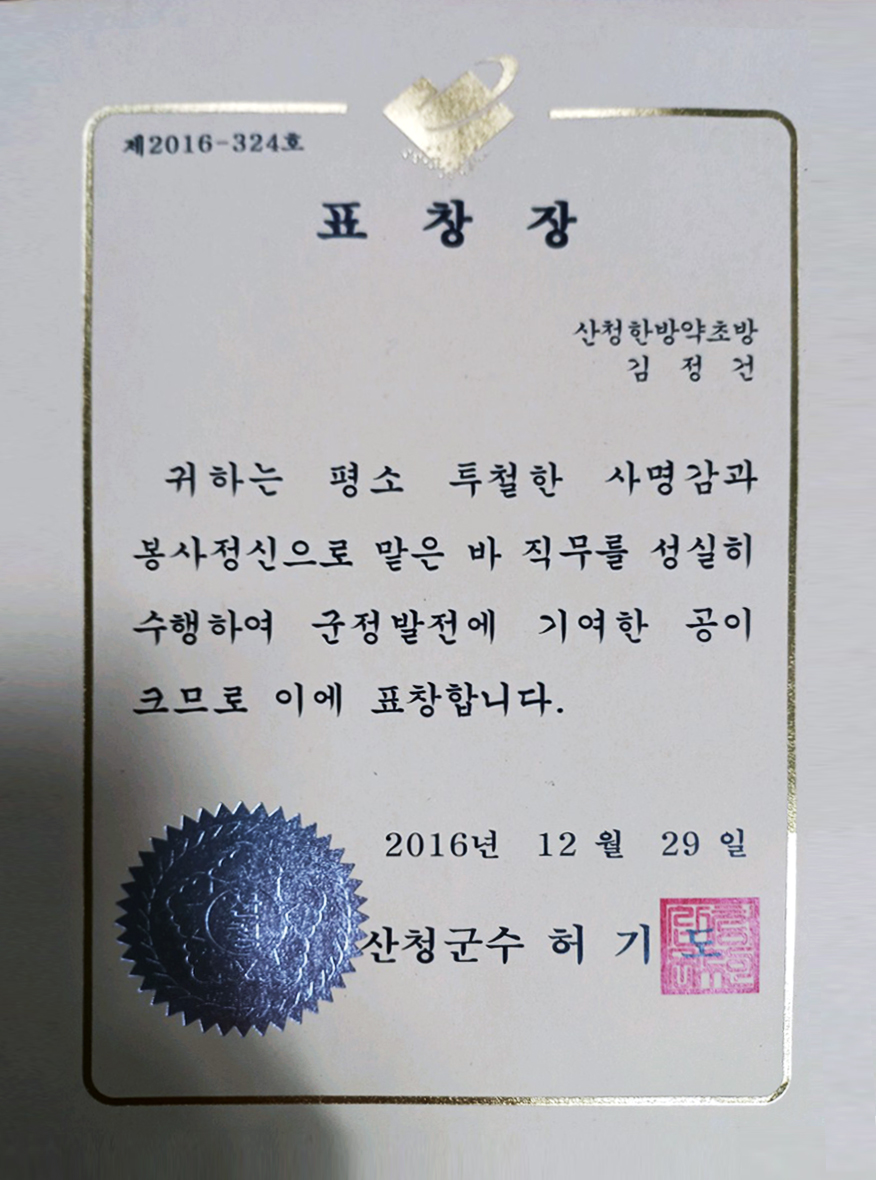 제2016-324호
표 창 장
산청한방약초방
김 정 건
귀하는 평소 투철한 사명감과
봉사정신으로 맡은 바 직무를 성실히
수행하여 군정발전에 기여한 공이
크므로 이에 표창합니다.
2016년 12 월 29 일
산청군수 허 기 도